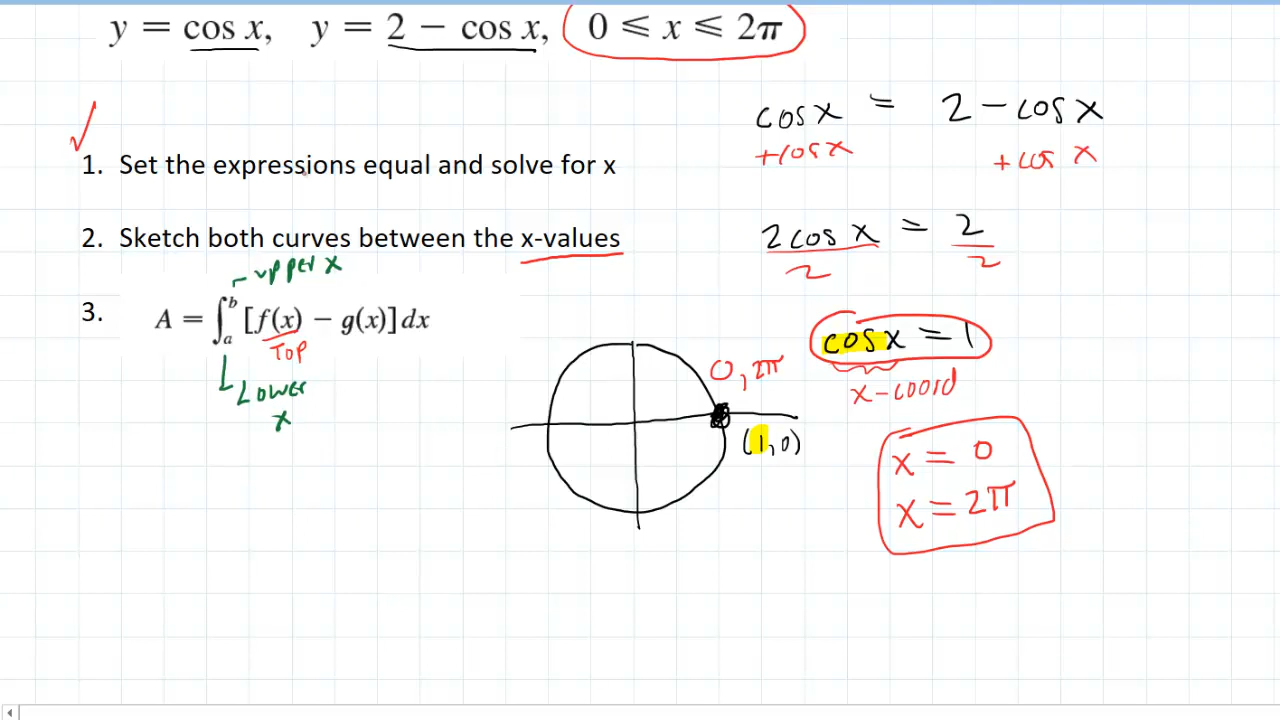 y = cos x, y = 2 − cos x, 0 ⩽ x ⩽ 2π
1. Set the expressions equal and solve for x
2. Sketch both curves between the x-values
upper x
3. A = ∫_a^b [f(x) − g(x)] dx
TOP
Lower
x
cos x = 2 − cos x
+cos x +cos x
2 cos x = 2
2 2
cos x = 1
x-coord
0, 2π
(1, 0)
x = 0
x = 2π